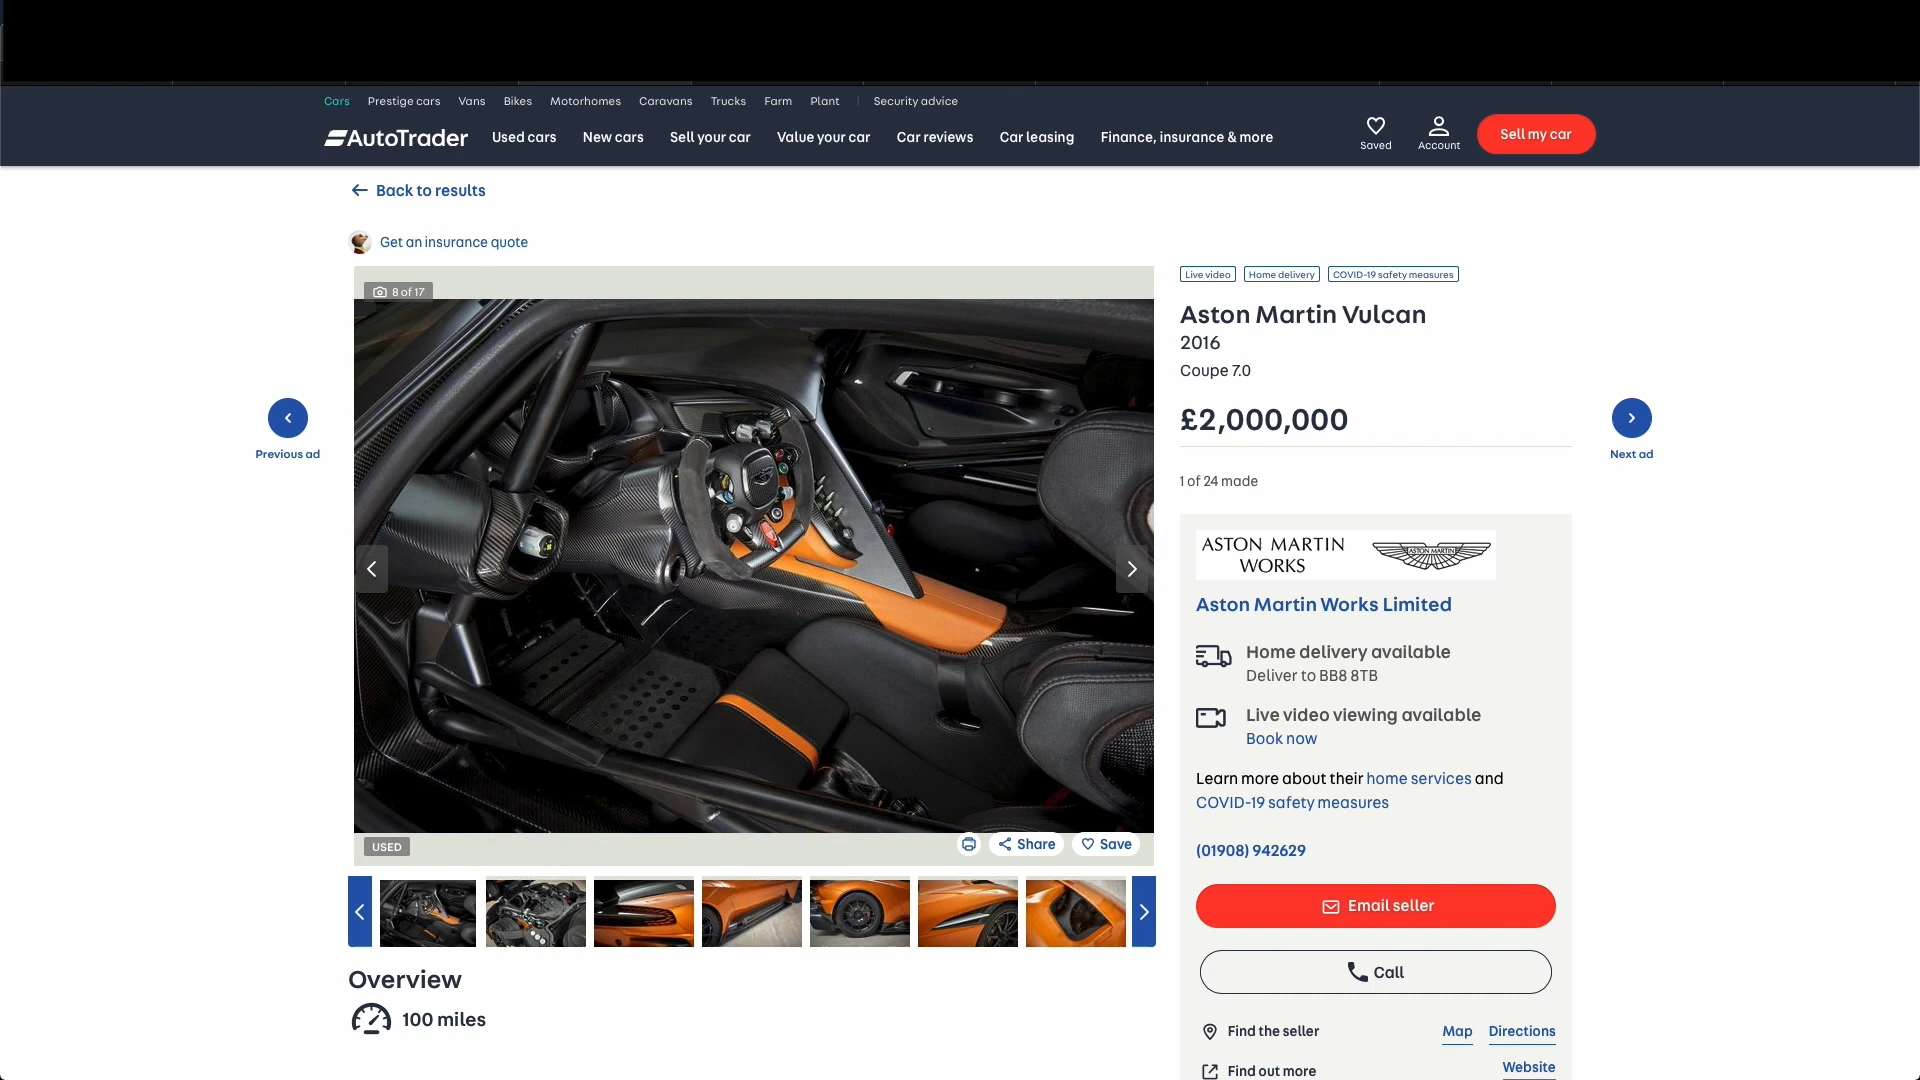 Cars Prestige cars Vans Bikes Motorhomes Caravans Trucks Farm Plant Security advice
AutoTrader Used cars New cars Sell your car Value your car Car reviews Car leasing Finance, insurance & more Saved Account Sell my car
Back to results
Get an insurance quote
8 of 17
Live video Home delivery COVID-19 safety measures
Aston Martin Vulcan
2016
Coupe 7.0
£2,000,000
Previous ad
Next ad
1 of 24 made
ASTON MARTIN
WORKS
ASTON MARTIN
Aston Martin Works Limited
Home delivery available
Deliver to BB8 8TB
Live video viewing available
Book now
Learn more about their home services and
COVID-19 safety measures
(01908) 942629
USED
Share
Save
Email seller
Call
Overview
100 miles
Find the seller Map Directions
Find out more Website